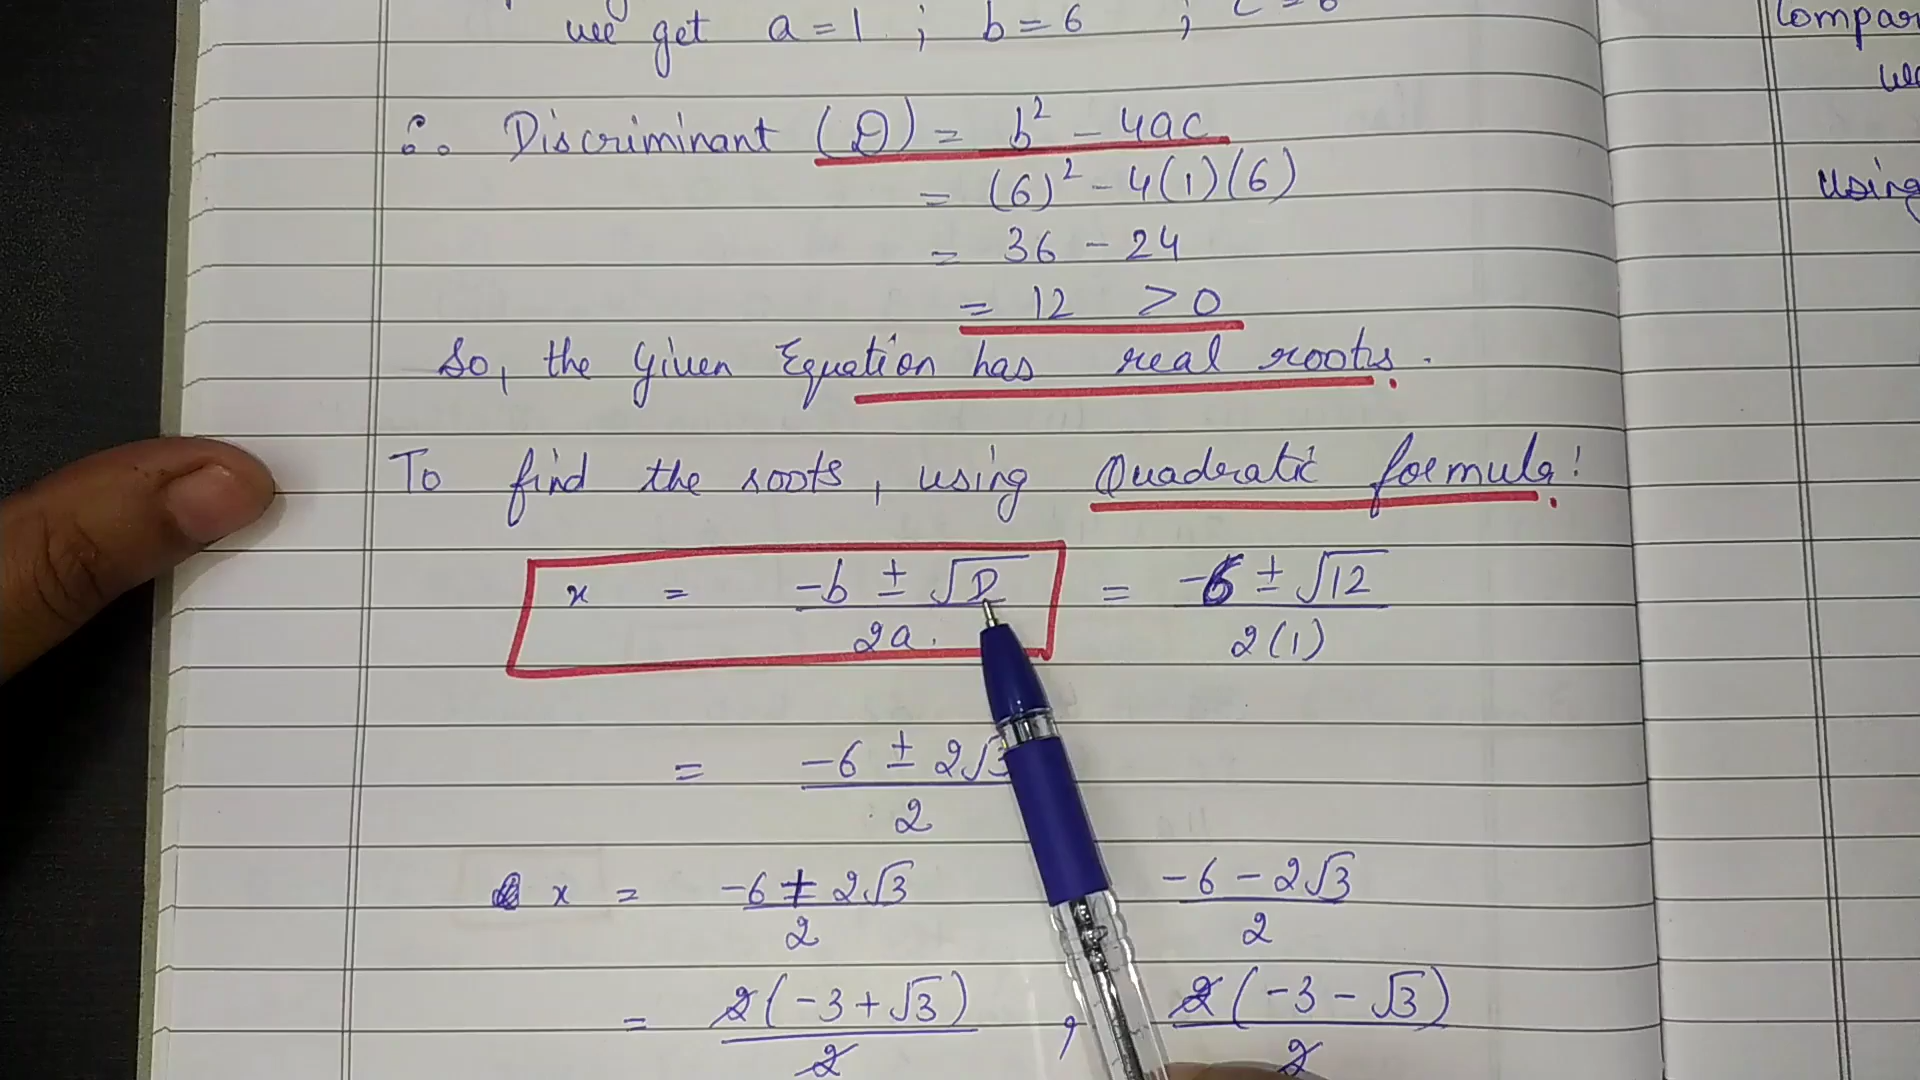 we get a = 1 ; b = 6 ; c = 6
∴ Discriminant (D) = b² - 4ac
= (6)² - 4(1)(6)
= 36 - 24
= 12 > 0
So, the given Equation has real roots.
To find the roots, using Quadratic formula:
x = (-b ± √D)/2a. = (-6 ± √12)/2(1)
= (-6 ± 2√3)/2
x = (-6 + 2√3)/2 (-6 - 2√3)/2
= 2(-3 + √3)/2 , 2(-3 - √3)/2
Using